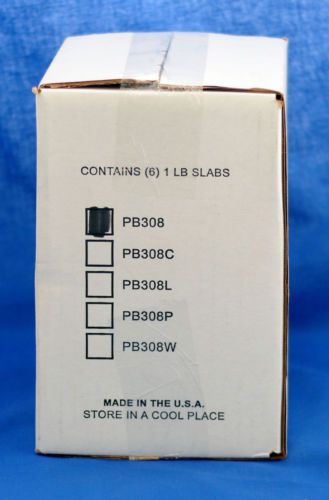 CONTAINS (6) 1 LB SLABS
PB308
PB308C
PB308L
PB308P
PB308W
MADE IN THE U.S.A.
STORE IN A COOL PLACE